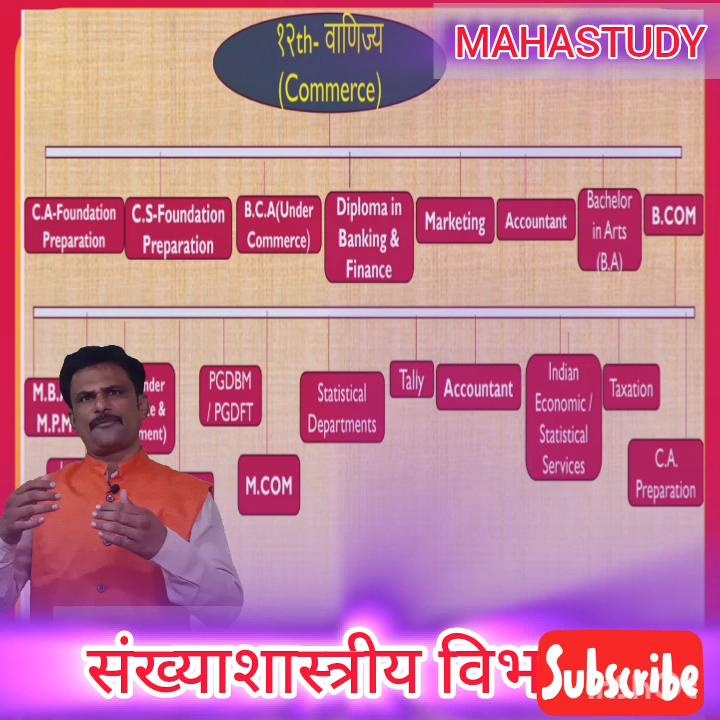 १२th- वाणिज्य
(Commerce)
MAHASTUDY
C.A-Foundation
Preparation
C.S-Foundation
Preparation
B.C.A(Under
Commerce)
Diploma in
Banking &
Finance
Marketing
Accountant
Bachelor
in Arts
(B.A)
B.COM
PGDBM
/ PGDFT
Statistical
Departments
Tally
Accountant
Indian
Economic /
Statistical
Services
Taxation
M.COM
C.A.
Preparation
संख्याशास्त्रीय
Subscribe